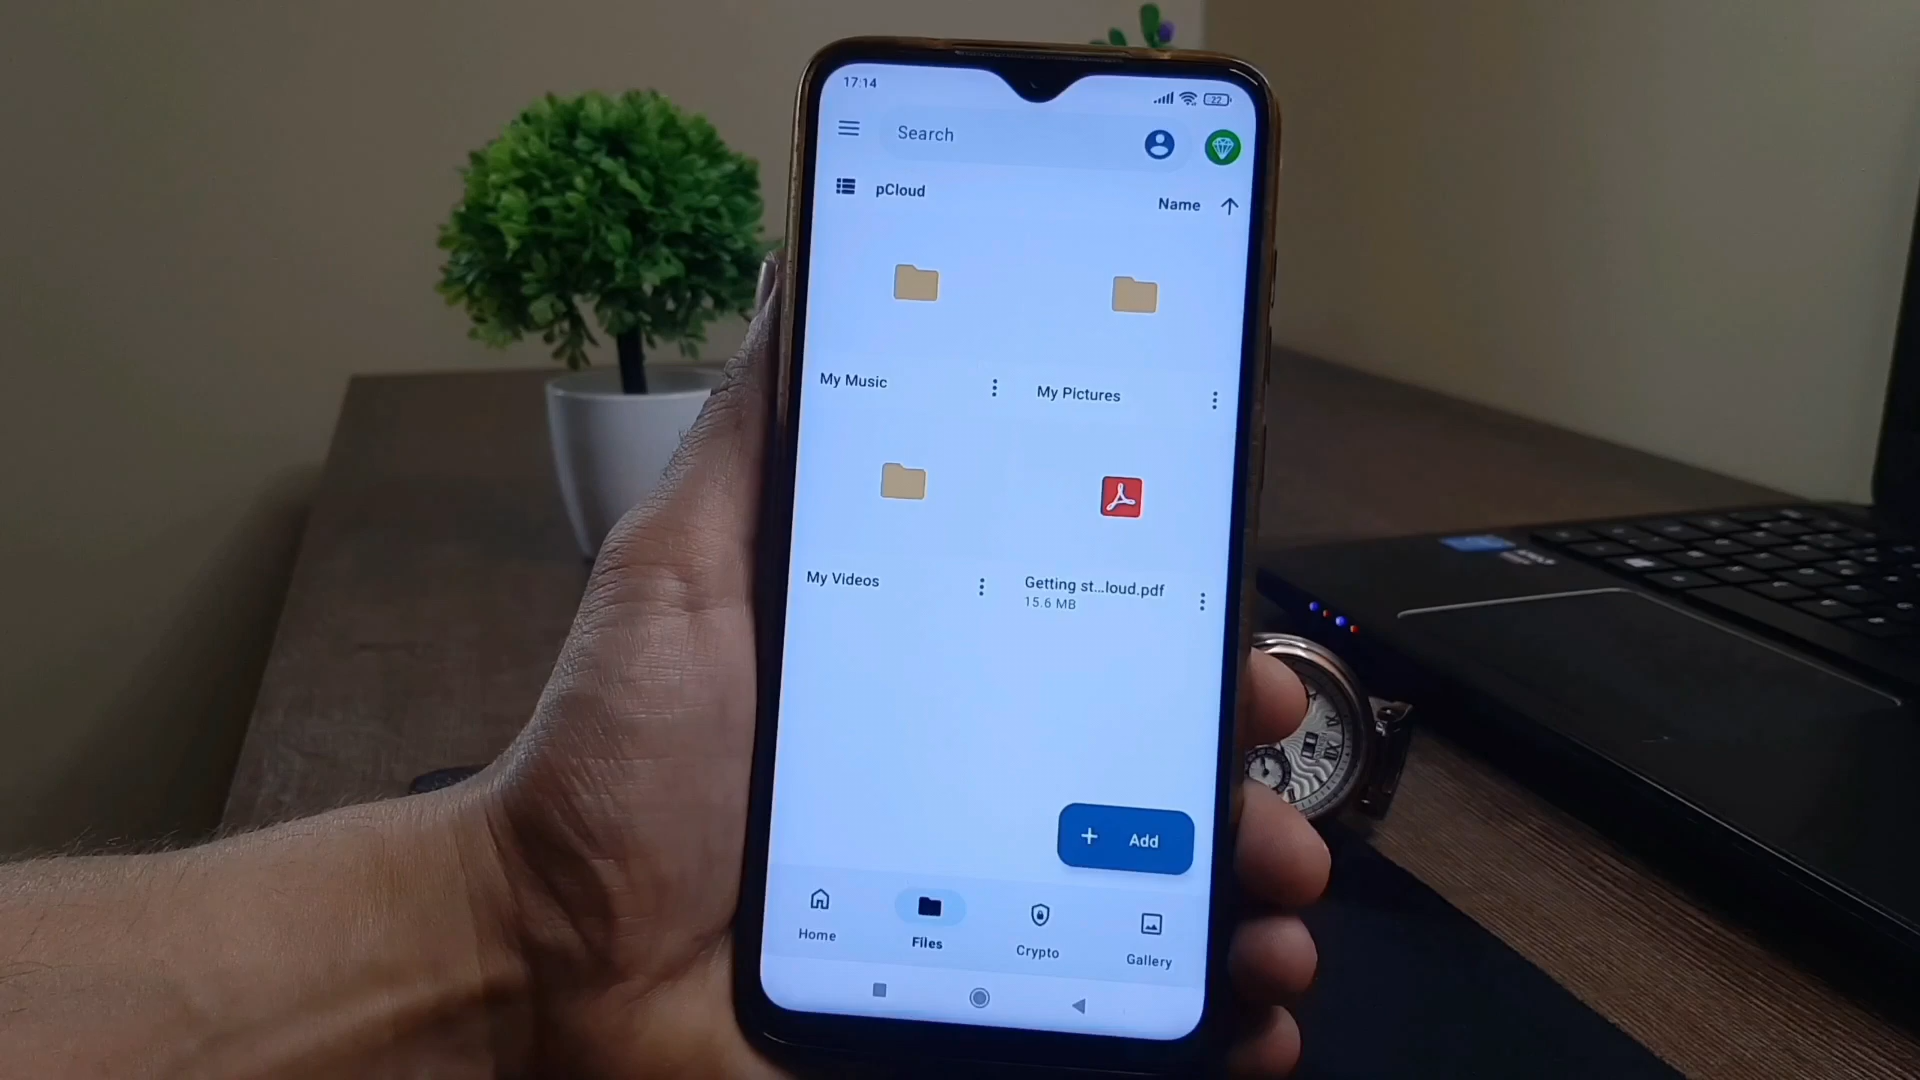 17:14
22
Search
pCloud
Name
My Music
My Pictures
My Videos
Getting st...loud.pdf
15.6 MB
Add
Home
Files
Crypto
Gallery